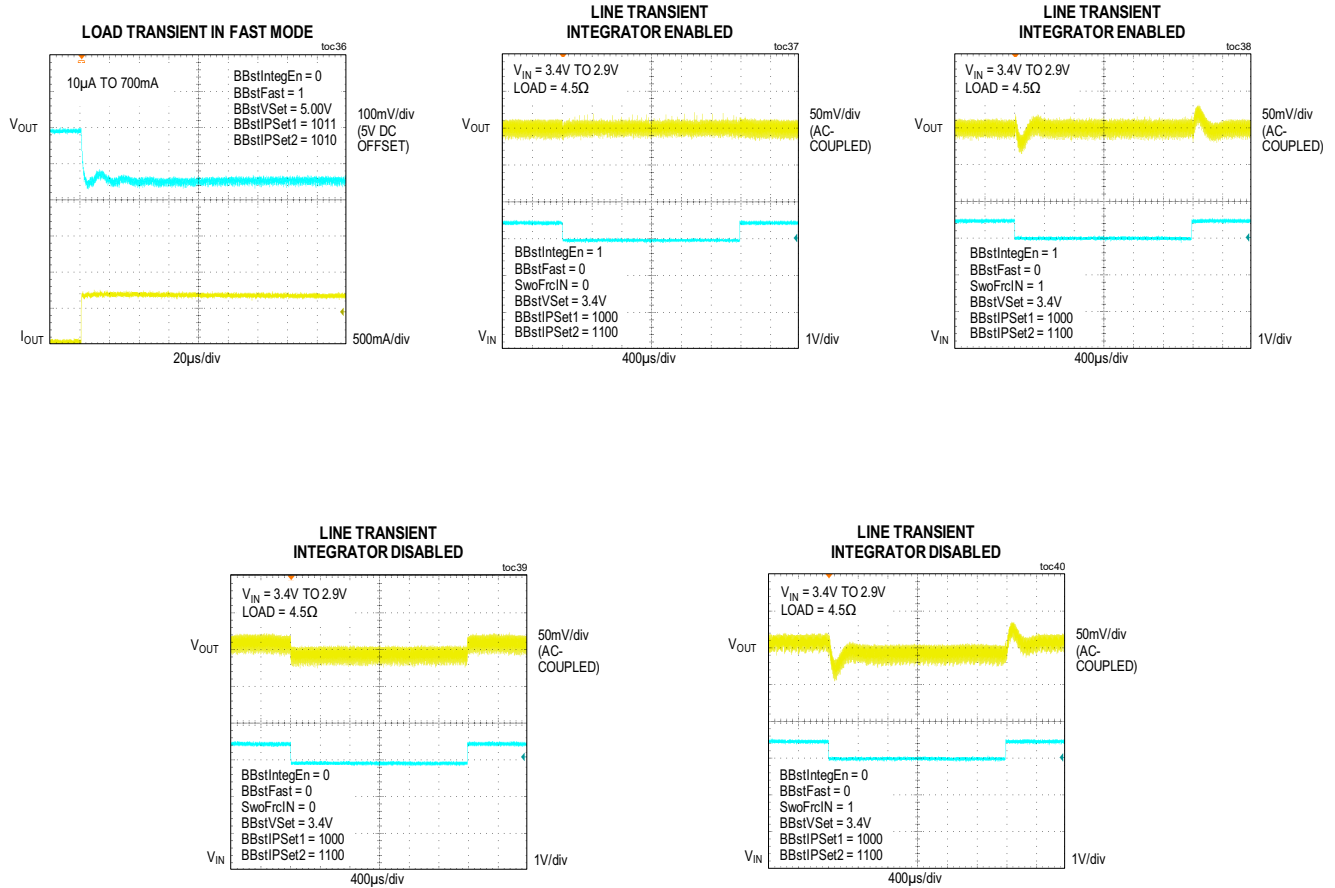 LOAD TRANSIENT IN FAST MODE
toc36
10µA TO 700mA
BBstIntegEn = 0
BBstFast = 1
BBstVSet = 5.00V
BBstIPSet1 = 1011
BBstIPSet2 = 1010
VOUT
100mV/div
(5V DC
OFFSET)
IOUT
500mA/div
20µs/div
LINE TRANSIENT
INTEGRATOR ENABLED
toc37
VIN = 3.4V TO 2.9V
LOAD = 4.5Ω
VOUT
50mV/div
(AC-
COUPLED)
BBstIntegEn = 1
BBstFast = 0
SwoFrcIN = 0
BBstVSet = 3.4V
BBstIPSet1 = 1000
BBstIPSet2 = 1100
VIN
1V/div
400µs/div
LINE TRANSIENT
INTEGRATOR ENABLED
toc38
VIN = 3.4V TO 2.9V
LOAD = 4.5Ω
VOUT
50mV/div
(AC-
COUPLED)
BBstIntegEn = 1
BBstFast = 0
SwoFrcIN = 1
BBstVSet = 3.4V
BBstIPSet1 = 1000
BBstIPSet2 = 1100
VIN
1V/div
400µs/div
LINE TRANSIENT
INTEGRATOR DISABLED
toc39
VIN = 3.4V TO 2.9V
LOAD = 4.5Ω
VOUT
50mV/div
(AC-
COUPLED)
BBstIntegEn = 0
BBstFast = 0
SwoFrcIN = 0
BBstVSet = 3.4V
BBstIPSet1 = 1000
BBstIPSet2 = 1100
VIN
1V/div
400µs/div
LINE TRANSIENT
INTEGRATOR DISABLED
toc40
VIN = 3.4V TO 2.9V
LOAD = 4.5Ω
VOUT
50mV/div
(AC-
COUPLED)
BBstIntegEn = 0
BBstFast = 0
SwoFrcIN = 1
BBstVSet = 3.4V
BBstIPSet1 = 1000
BBstIPSet2 = 1100
VIN
1V/div
400µs/div